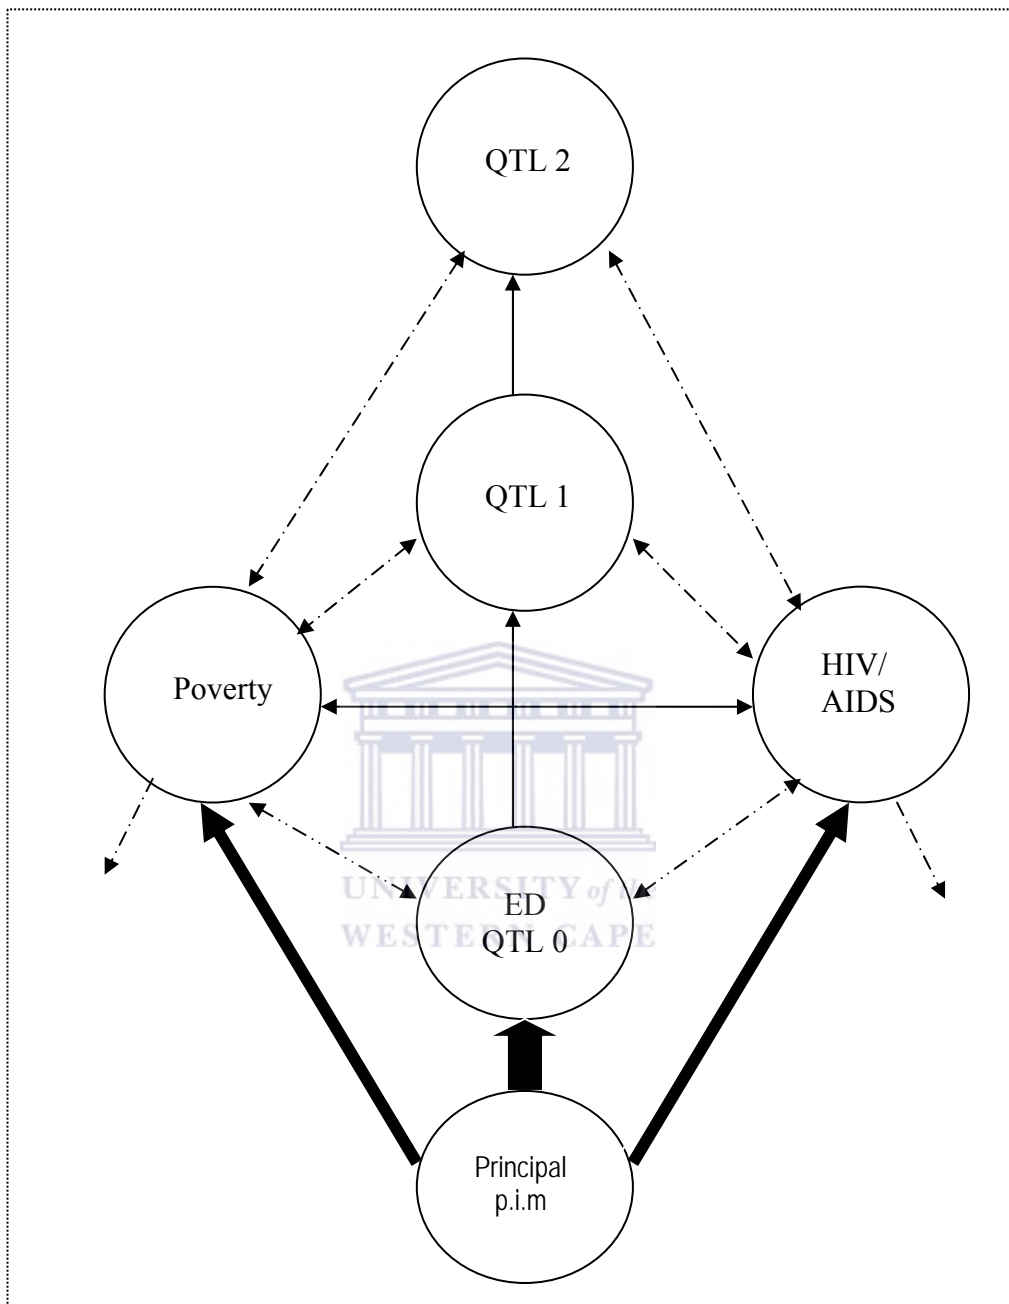 QTL 2
QTL 1
Poverty
HIV/
AIDS
ED
QTL 0
UNIVERSITY of the
WESTERN CAPE
Principal
p.i.m